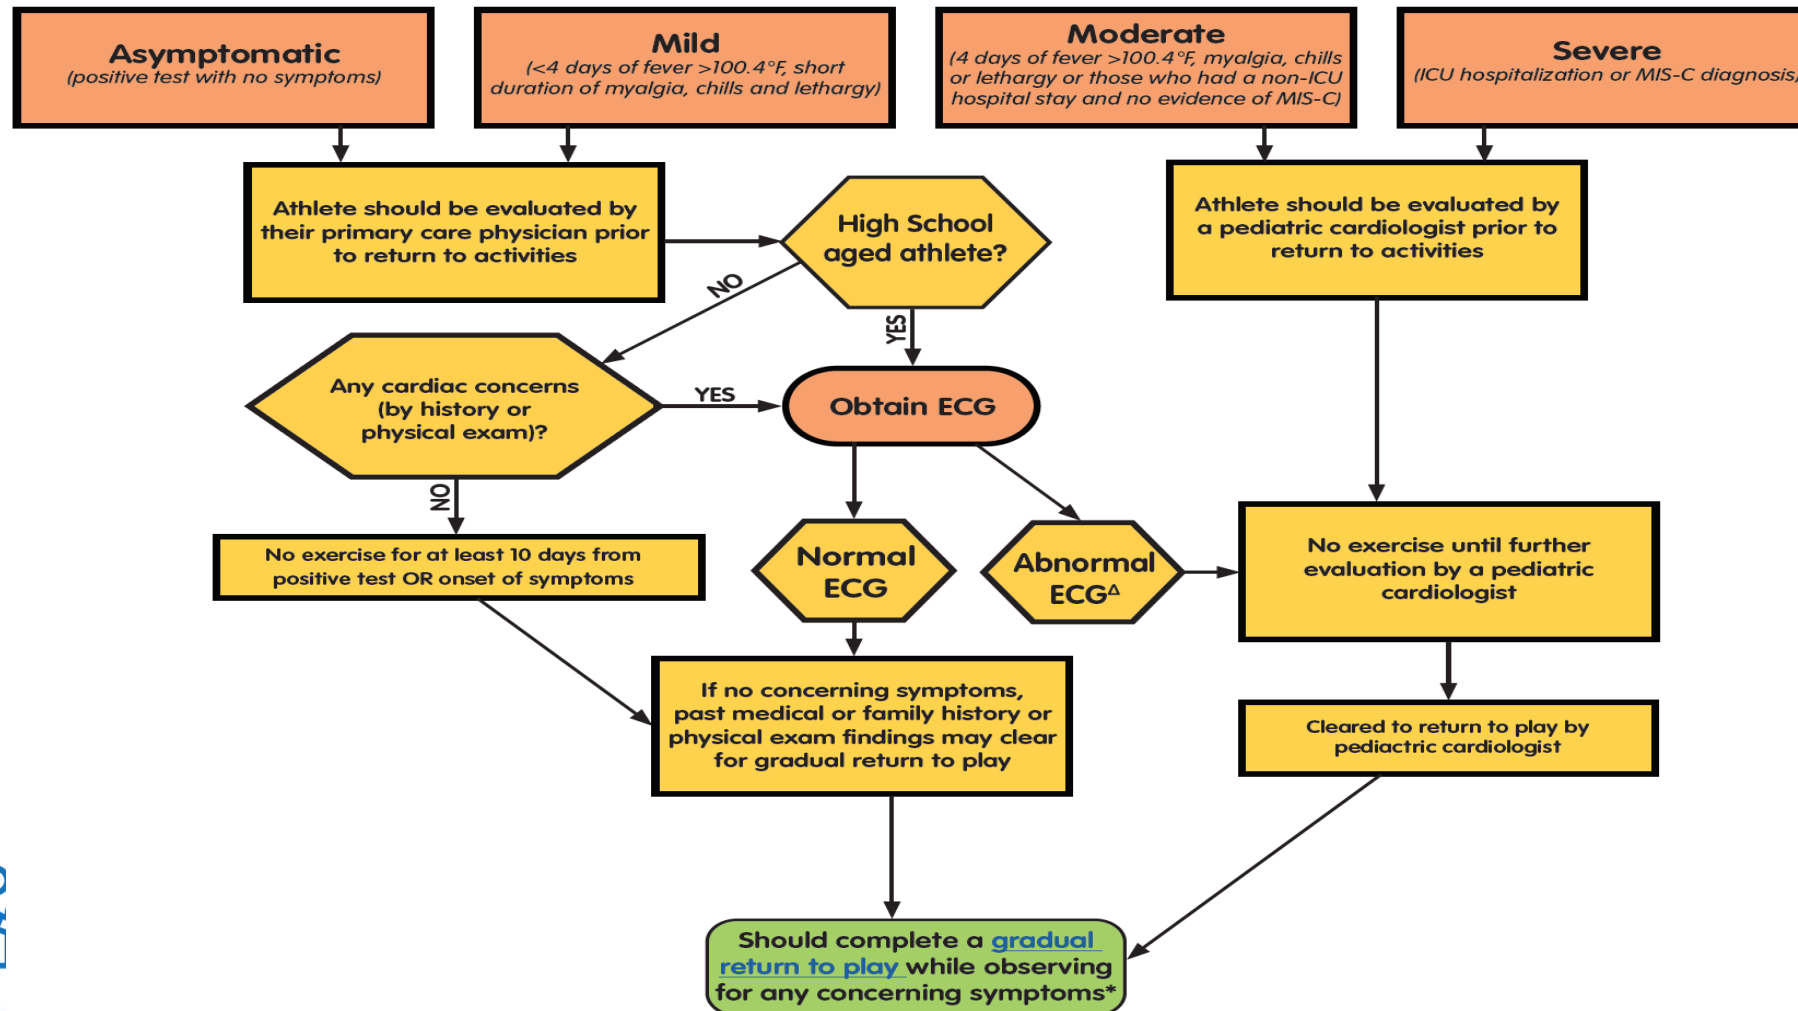 Asymptomatic
(positive test with no symptoms)
Mild
(<4 days of fever >100.4°F, short
duration of myalgia, chills and lethargy)
Moderate
(4 days of fever >100.4°F, myalgia, chills
or lethargy or those who had a non-ICU
hospital stay and no evidence of MIS-C)
Severe
(ICU hospitalization or MIS-C diagnosis)
Athlete should be evaluated by
their primary care physician prior
to return to activities
High School
aged athlete?
Athlete should be evaluated by
a pediatric cardiologist prior to
return to activities
NO
YES
Any cardiac concerns
(by history or
physical exam)?
YES
Obtain ECG
NO
No exercise for at least 10 days from
positive test OR onset of symptoms
Normal
ECG
Abnormal
ECG∆
No exercise until further
evaluation by a pediatric
cardiologist
If no concerning symptoms,
past medical or family history or
physical exam findings may clear
for gradual return to play
Cleared to return to play by
pediactric cardiologist
Should complete a gradual
return to play while observing
for any concerning symptoms*